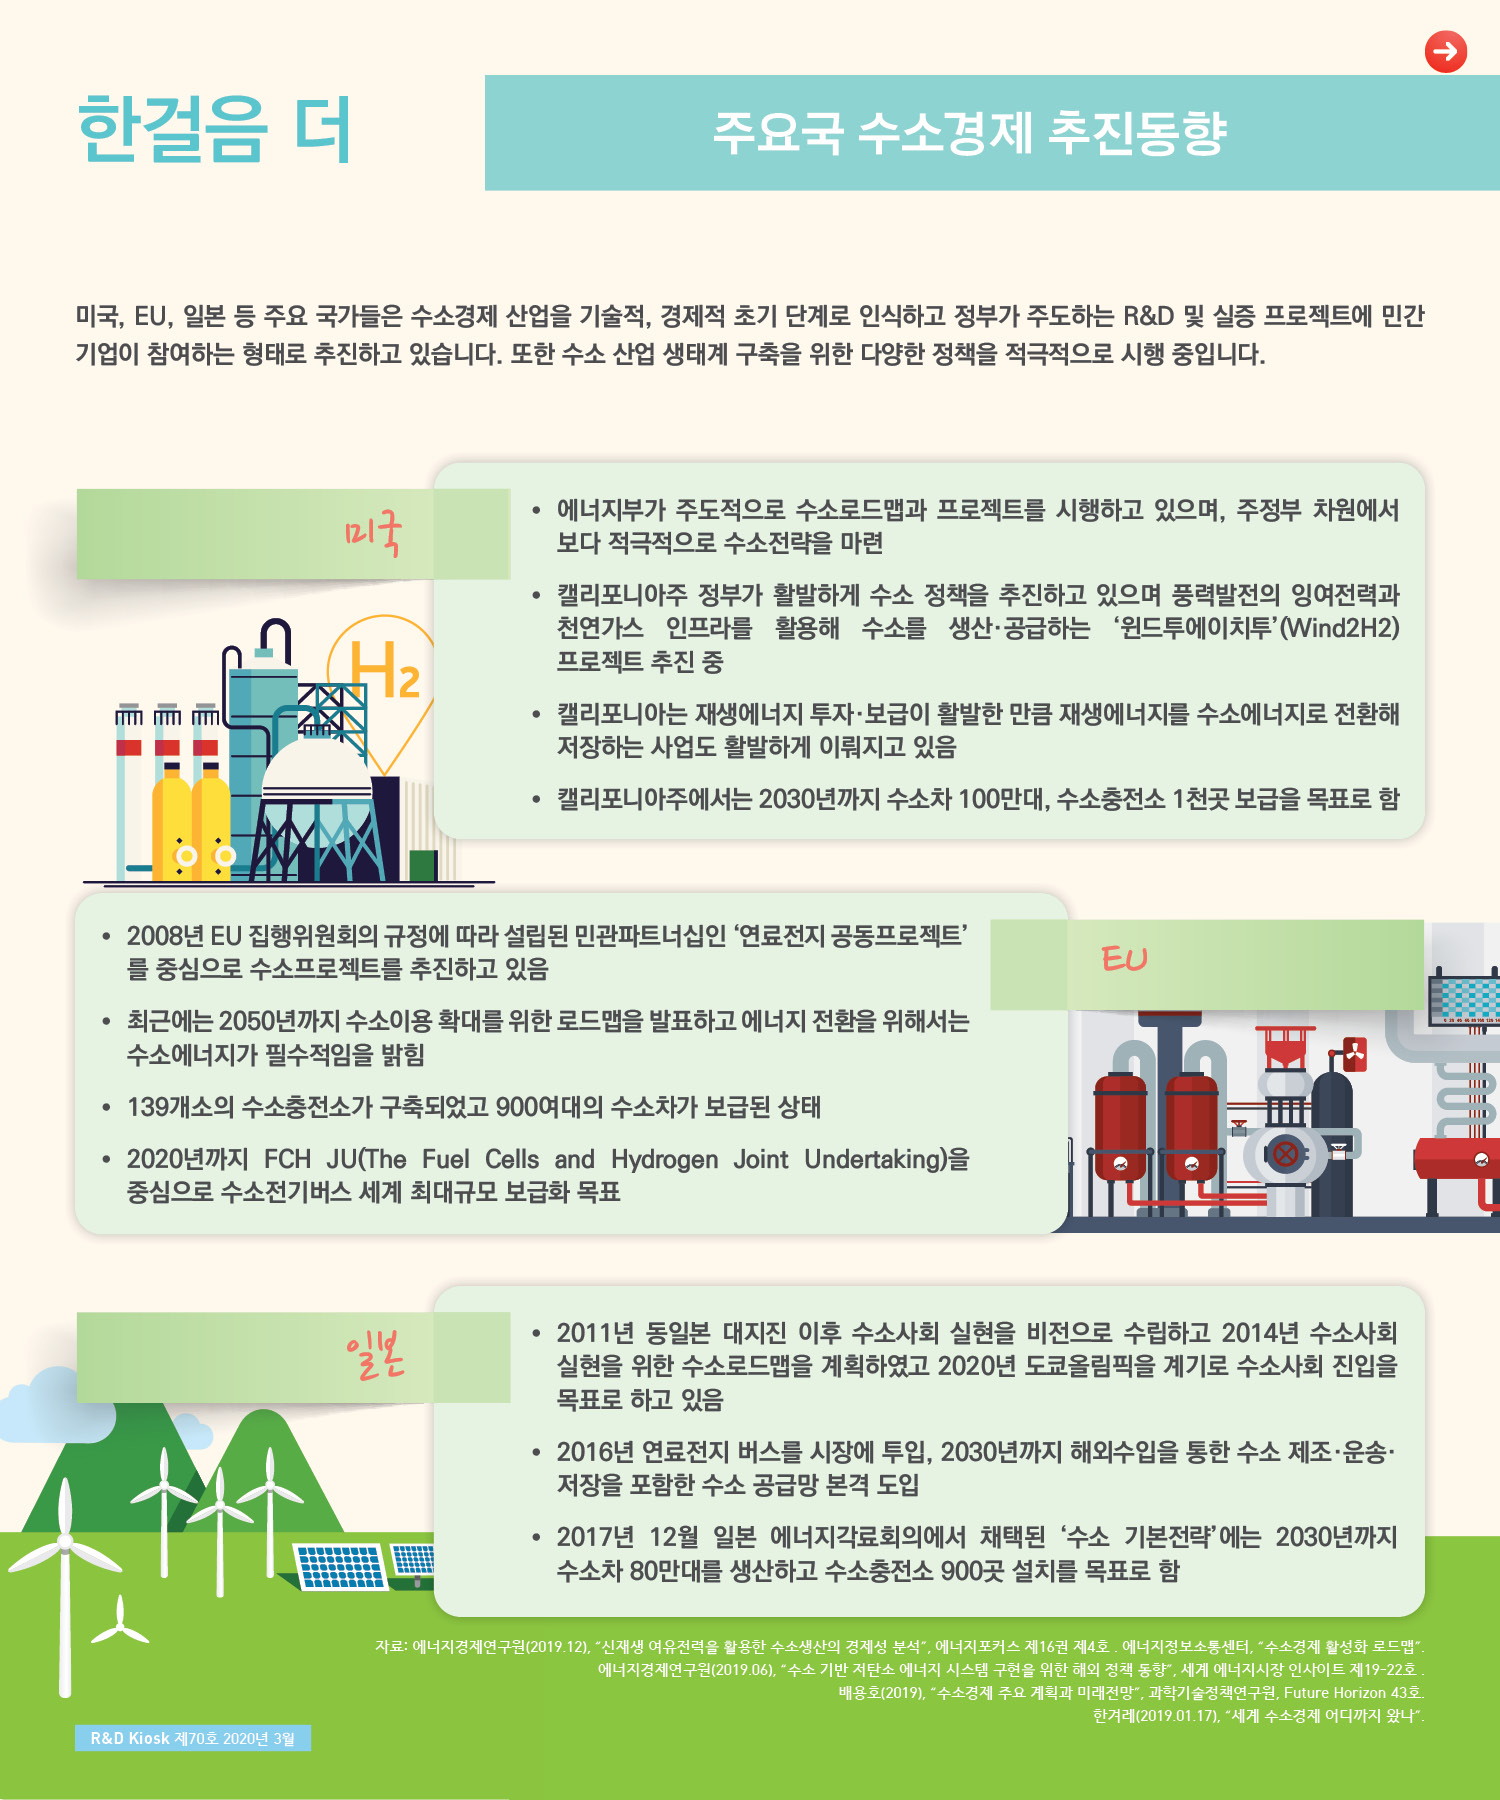 한걸음 더
주요국 수소경제 추진동향
미국, EU, 일본 등 주요 국가들은 수소경제 산업을 기술적, 경제적 초기 단계로 인식하고 정부가 주도하는 R&D 및 실증 프로젝트에 민간
기업이 참여하는 형태로 추진하고 있습니다. 또한 수소 산업 생태계 구축을 위한 다양한 정책을 적극적으로 시행 중입니다.
미국
H2
• 에너지부가 주도적으로 수소로드맵과 프로젝트를 시행하고 있으며, 주정부 차원에서
보다 적극적으로 수소전략을 마련
• 캘리포니아주 정부가 활발하게 수소 정책을 추진하고 있으며 풍력발전의 잉여전력과
천연가스 인프라를 활용해 수소를 생산·공급하는 ‘윈드투에이치투’(Wind2H2)
프로젝트 추진 중
• 캘리포니아는 재생에너지 투자·보급이 활발한 만큼 재생에너지를 수소에너지로 전환해
저장하는 사업도 활발하게 이뤄지고 있음
• 캘리포니아주에서는 2030년까지 수소차 100만대, 수소충전소 1천곳 보급을 목표로 함
EU
• 2008년 EU 집행위원회의 규정에 따라 설립된 민관파트너십인 ‘연료전지 공동프로젝트’
를 중심으로 수소프로젝트를 추진하고 있음
• 최근에는 2050년까지 수소이용 확대를 위한 로드맵을 발표하고 에너지 전환을 위해서는
수소에너지가 필수적임을 밝힘
• 139개소의 수소충전소가 구축되었고 900여대의 수소차가 보급된 상태
• 2020년까지 FCH JU(The Fuel Cells and Hydrogen Joint Undertaking)을
중심으로 수소전기버스 세계 최대규모 보급화 목표
일본
• 2011년 동일본 대지진 이후 수소사회 실현을 비전으로 수립하고 2014년 수소사회
실현을 위한 수소로드맵을 계획하였고 2020년 도쿄올림픽을 계기로 수소사회 진입을
목표로 하고 있음
• 2016년 연료전지 버스를 시장에 투입, 2030년까지 해외수입을 통한 수소 제조·운송·
저장을 포함한 수소 공급망 본격 도입
• 2017년 12월 일본 에너지각료회의에서 채택된 ‘수소 기본전략’에는 2030년까지
수소차 80만대를 생산하고 수소충전소 900곳 설치를 목표로 함
자료: 에너지경제연구원(2019.12), “신재생 여유전력을 활용한 수소생산의 경제성 분석”, 에너지포커스 제16권 제4호 . 에너지정보소통센터, “수소경제 활성화 로드맵”.
에너지경제연구원(2019.06), “수소 기반 저탄소 에너지 시스템 구현을 위한 해외 정책 동향”, 세계 에너지시장 인사이트 제19-22호 .
배용호(2019), “수소경제 주요 계획과 미래전망”, 과학기술정책연구원, Future Horizon 43호.
한겨레(2019.01.17), “세계 수소경제 어디까지 왔나”.
R&D Kiosk 제70호 2020년 3월